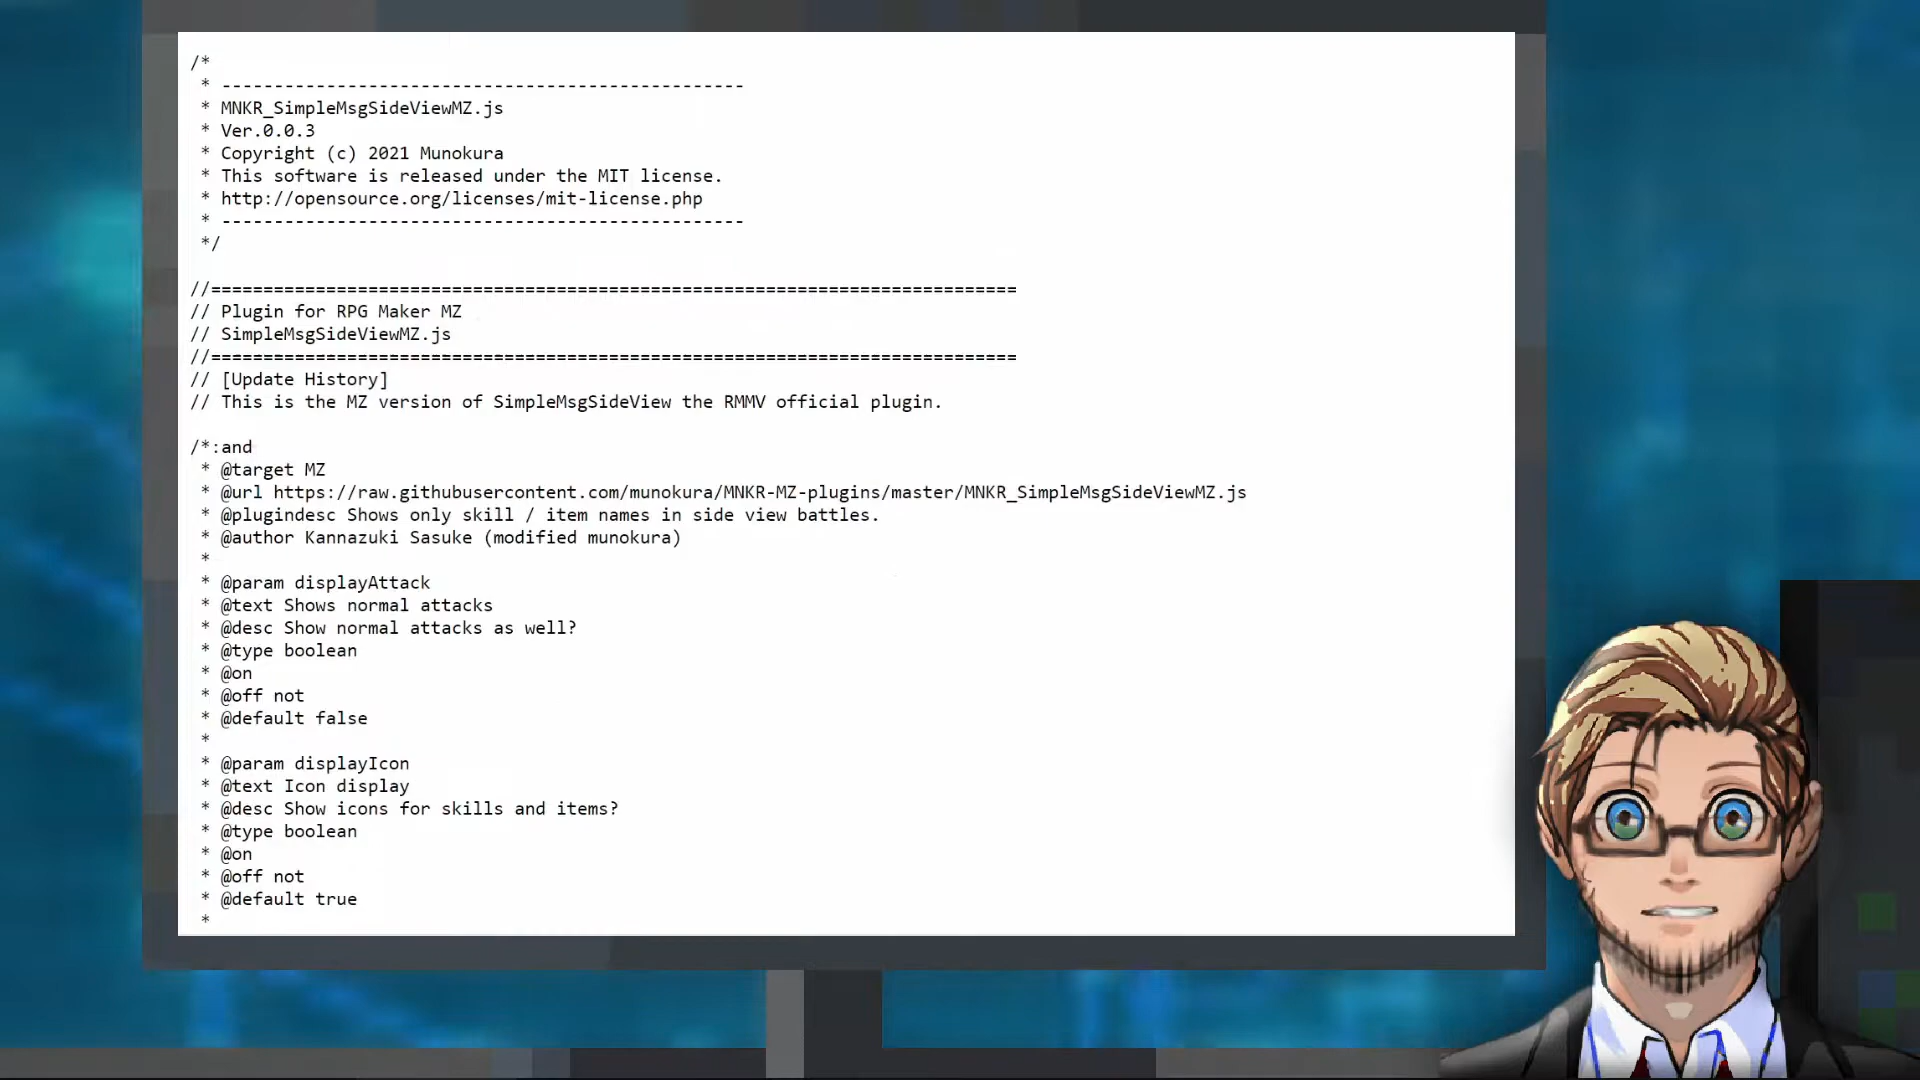 /*
* --------------------------------------------------
* MNKR_SimpleMsgSideViewMZ.js
* Ver.0.0.3
* Copyright (c) 2021 Munokura
* This software is released under the MIT license.
* http://opensource.org/licenses/mit-license.php
* --------------------------------------------------
*/
//=============================================================================
// Plugin for RPG Maker MZ
// SimpleMsgSideViewMZ.js
//=============================================================================
// [Update History]
// This is the MZ version of SimpleMsgSideView the RMMV official plugin.
/*:and
* @target MZ
* @url https://raw.githubusercontent.com/munokura/MNKR-MZ-plugins/master/MNKR_SimpleMsgSideViewMZ.js
* @plugindesc Shows only skill / item names in side view battles.
* @author Kannazuki Sasuke (modified munokura)
*
* @param displayAttack
* @text Shows normal attacks
* @desc Show normal attacks as well?
* @type boolean
* @on
* @off not
* @default false
*
* @param displayIcon
* @text Icon display
* @desc Show icons for skills and items?
* @type boolean
* @on
* @off not
* @default true
*